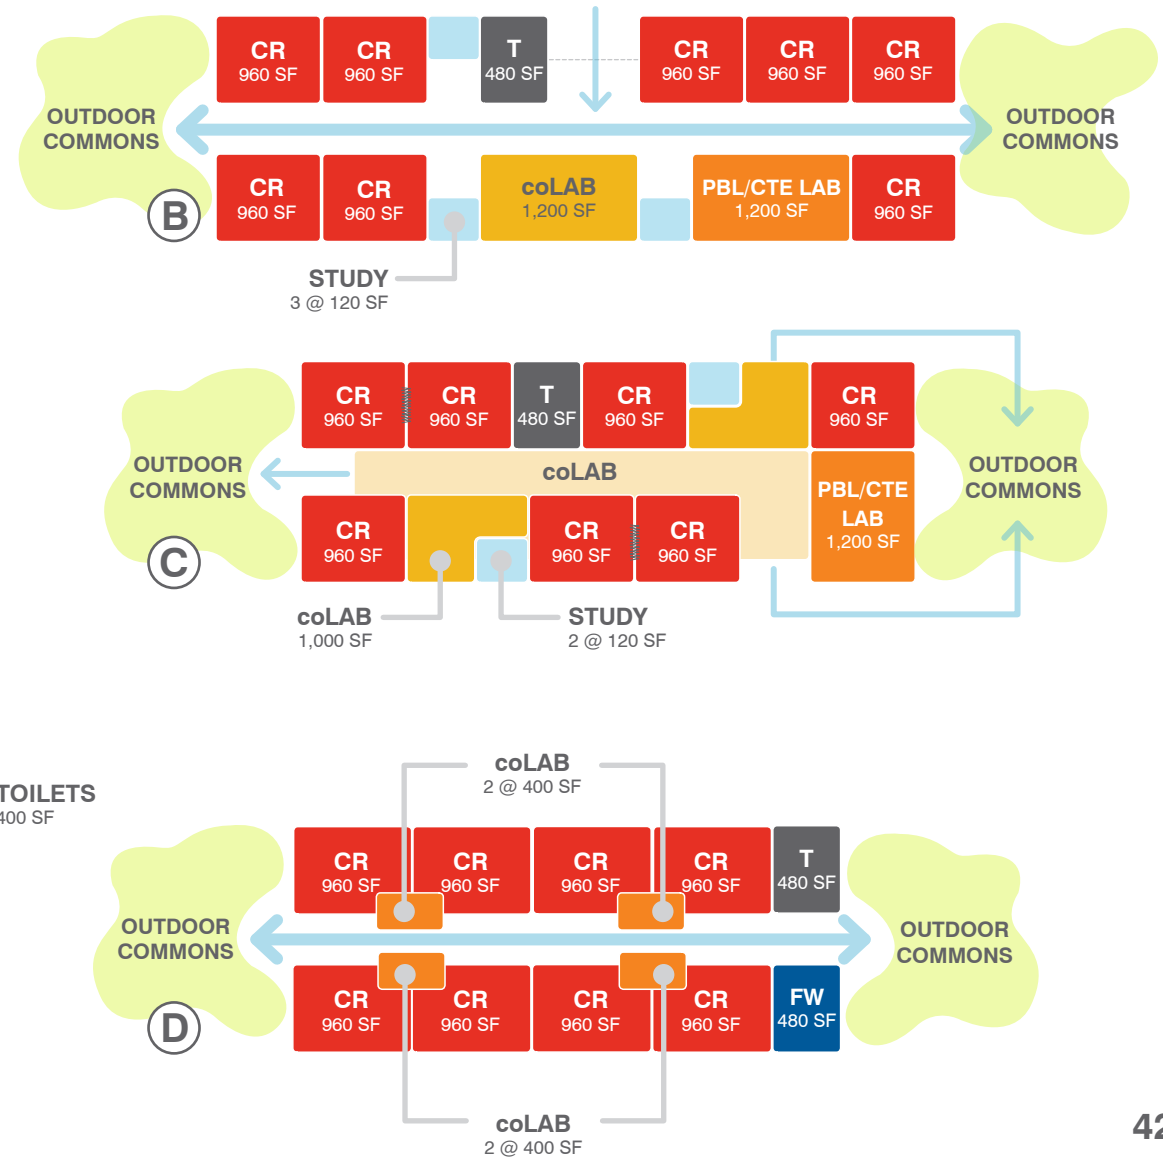 CR
960 SF
CR
960 SF
T
480 SF
CR
960 SF
CR
960 SF
CR
960 SF
OUTDOOR
COMMONS
OUTDOOR
COMMONS
CR
960 SF
CR
960 SF
coLAB
1,200 SF
PBL/CTE LAB
1,200 SF
CR
960 SF
B
STUDY
3 @ 120 SF
CR
960 SF
CR
960 SF
T
480 SF
CR
960 SF
CR
960 SF
OUTDOOR
COMMONS
coLAB
OUTDOOR
COMMONS
PBL/CTE
LAB
1,200 SF
CR
960 SF
CR
960 SF
CR
960 SF
C
coLAB
1,000 SF
STUDY
2 @ 120 SF
coLAB
2 @ 400 SF
TOILETS
400 SF
CR
960 SF
CR
960 SF
CR
960 SF
CR
960 SF
T
480 SF
OUTDOOR
COMMONS
OUTDOOR
COMMONS
CR
960 SF
CR
960 SF
CR
960 SF
CR
960 SF
FW
480 SF
D
coLAB
2 @ 400 SF
42